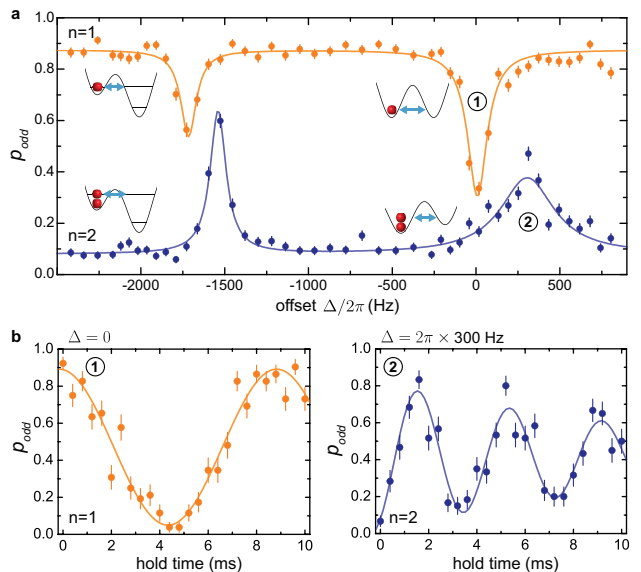 a
n=1
1.0
0.8
0.6
0.4
0.2
0.0
p_odd
①
②
n=2
-2000 -1500 -1000 -500 0 500
offset Δ/2π (Hz)
b Δ = 0
Δ = 2π × 300 Hz
1.0
0.8
0.6
0.4
0.2
0.0
p_odd
①
n=1
0 2 4 6 8 10
hold time (ms)
1.0
0.8
0.6
0.4
0.2
0.0
p_odd
②
n=2
0 2 4 6 8 10
hold time (ms)